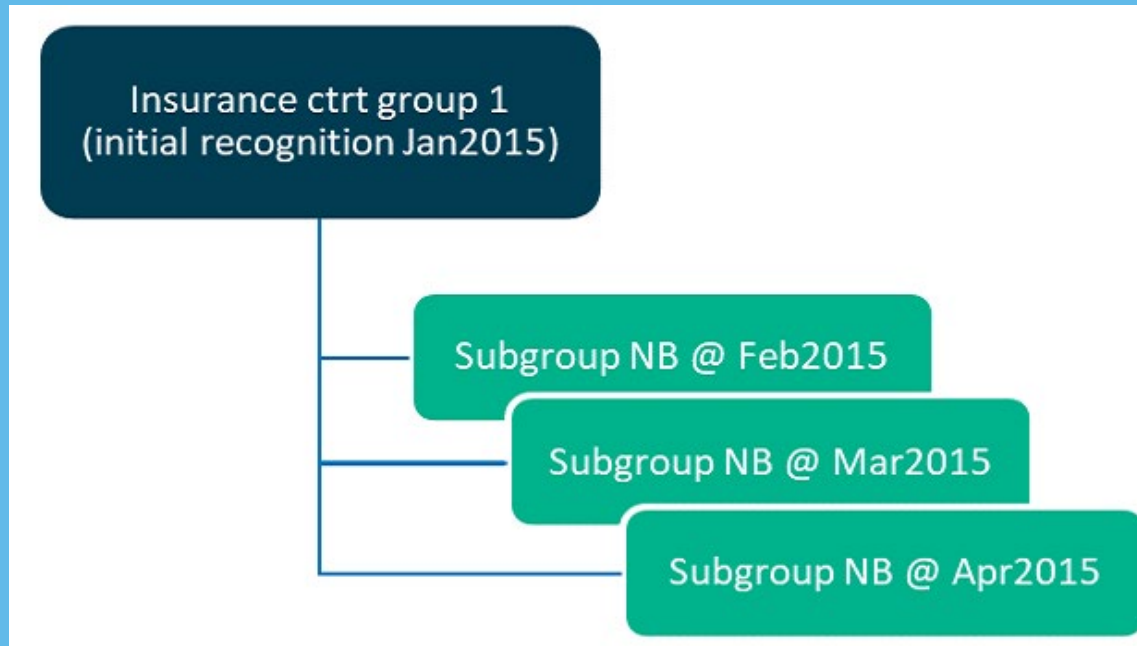 Insurance ctrt group 1
(initial recognition Jan2015)
Subgroup NB @ Feb2015
Subgroup NB @ Mar2015
Subgroup NB @ Apr2015